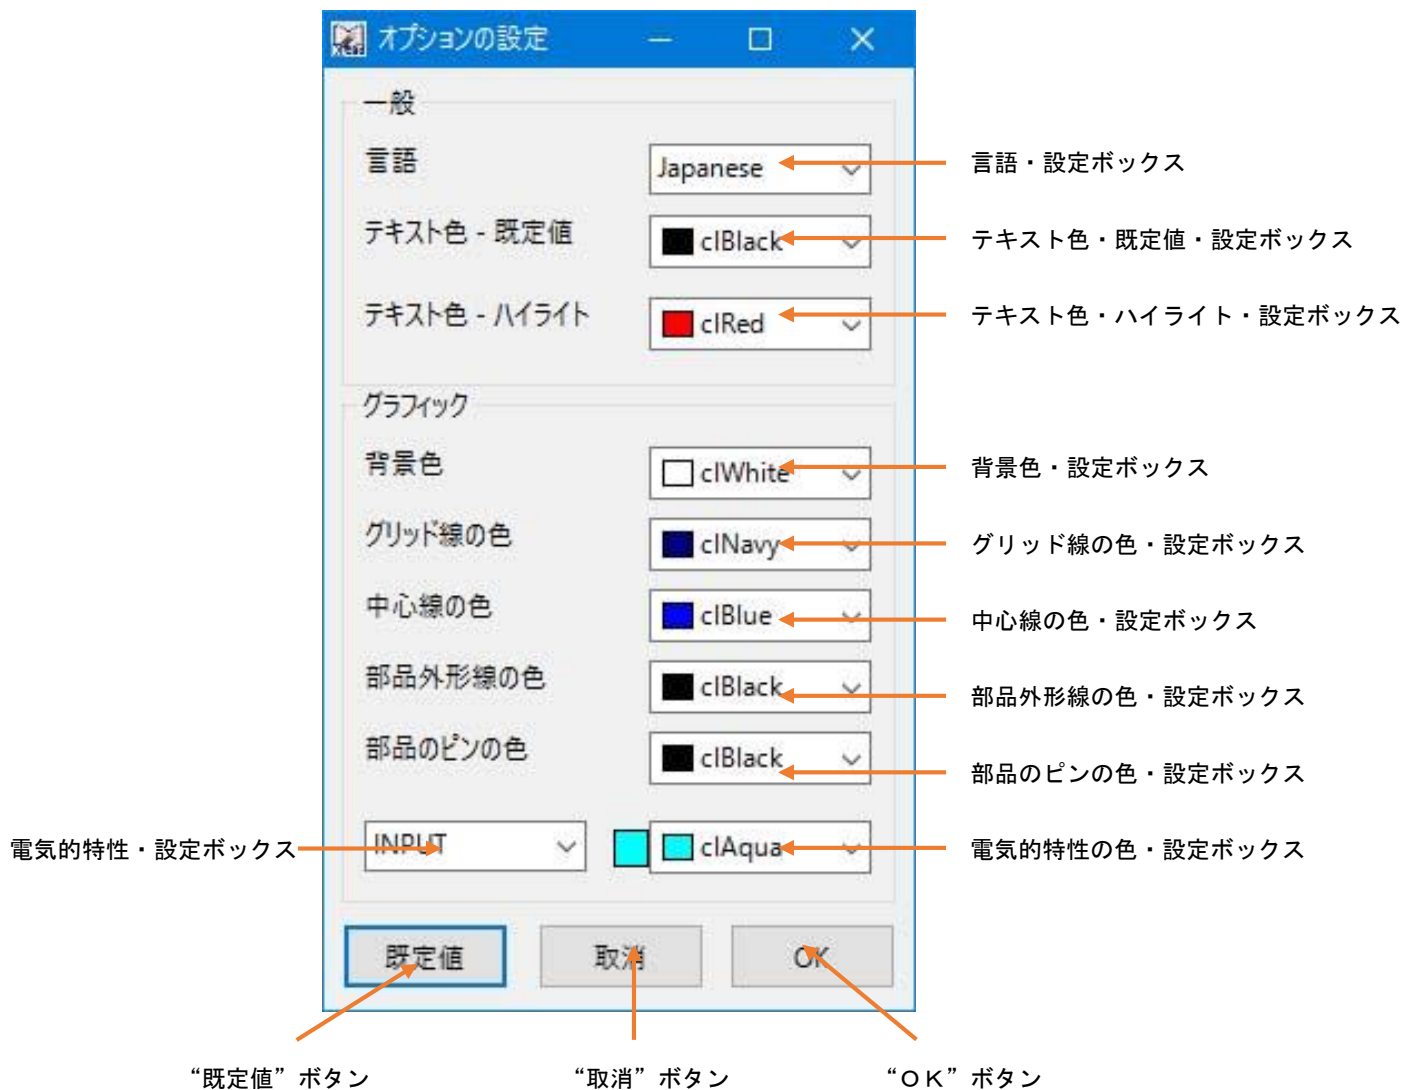 オプションの設定
一般
言語
Japanese
言語・設定ボックス
テキスト色 - 既定値
clBlack
テキスト色・既定値・設定ボックス
テキスト色 - ハイライト
clRed
テキスト色・ハイライト・設定ボックス
グラフィック
背景色
clWhite
背景色・設定ボックス
グリッド線の色
clNavy
グリッド線の色・設定ボックス
中心線の色
clBlue
中心線の色・設定ボックス
部品外形線の色
clBlack
部品外形線の色・設定ボックス
部品のピンの色
clBlack
部品のピンの色・設定ボックス
電気的特性・設定ボックス
INPUT
clAqua
電気的特性の色・設定ボックス
既定値
取消
OK
“既定値”ボタン
“取消”ボタン
“ＯＫ”ボタン